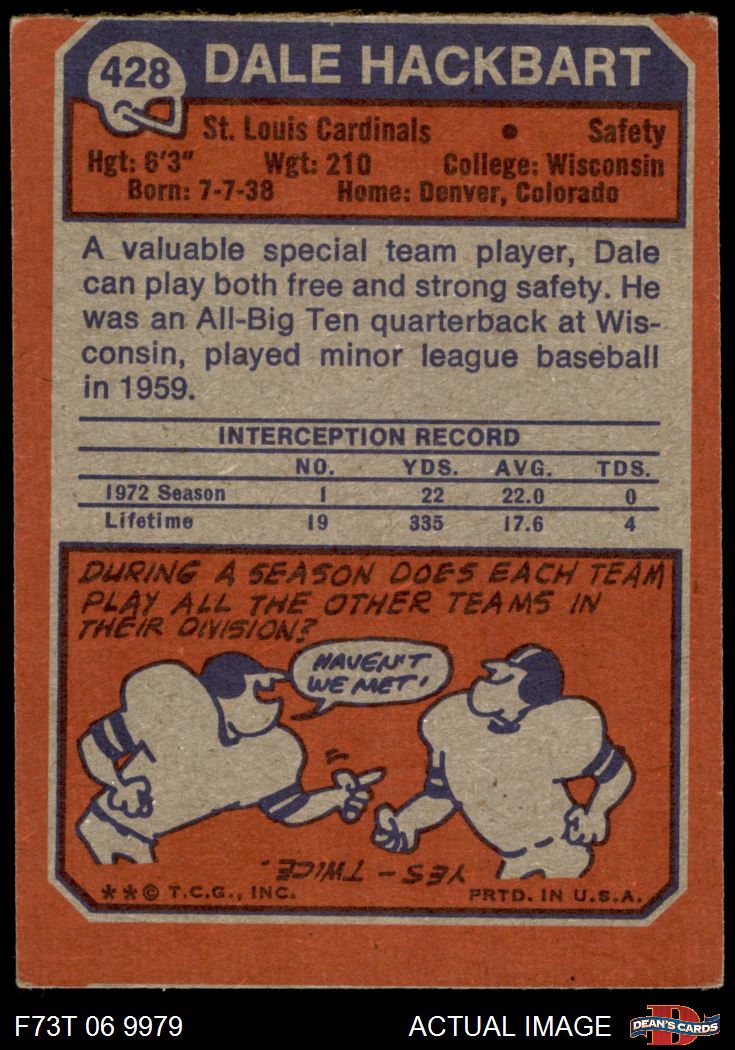 428 DALE HACKBART
St. Louis Cardinals • Safety
Hgt: 6'3" Wgt: 210 College: Wisconsin
Born: 7-7-38 Home: Denver, Colorado
A valuable special team player, Dale
can play both free and strong safety. He
was an All-Big Ten quarterback at Wis-
consin, played minor league baseball
in 1959.
INTERCEPTION RECORD
NO. YDS. AVG. TDS.
1972 Season 1 22 22.0 0
Lifetime 19 335 17.6 4
DURING A SEASON DOES EACH TEAM
PLAY ALL THE OTHER TEAMS IN
THEIR DIVISION?
HAVEN'T
WE MET!
YES - TWICE.
**© T.C.G., INC. PRTD. IN U.S.A.
F73T 06 9979 ACTUAL IMAGE D DEAN'S CARDS